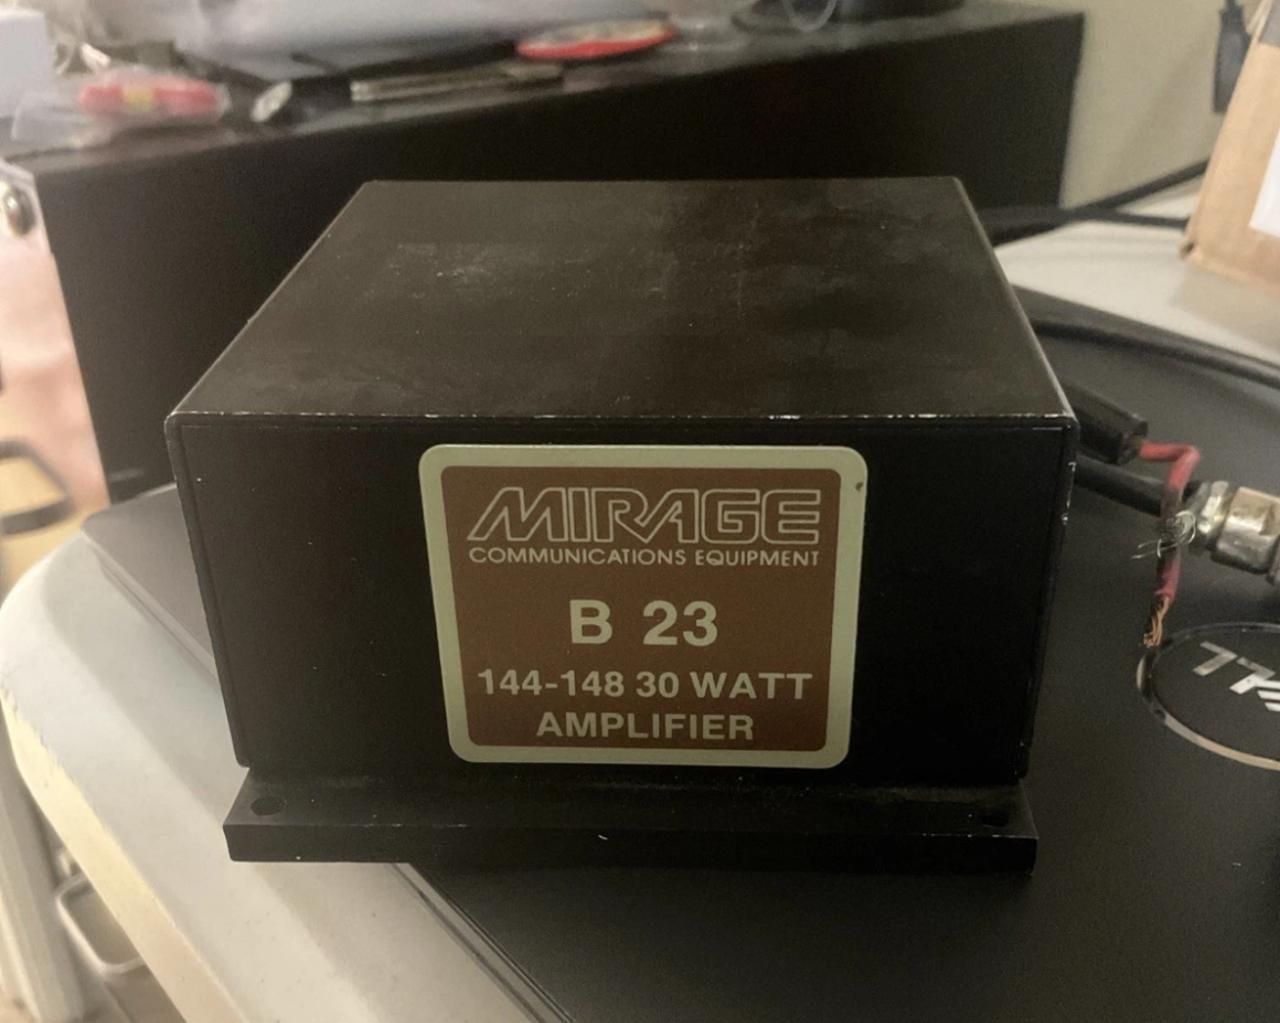 MIRAGE
COMMUNICATIONS EQUIPMENT
B 23
144-148 30 WATT
AMPLIFIER